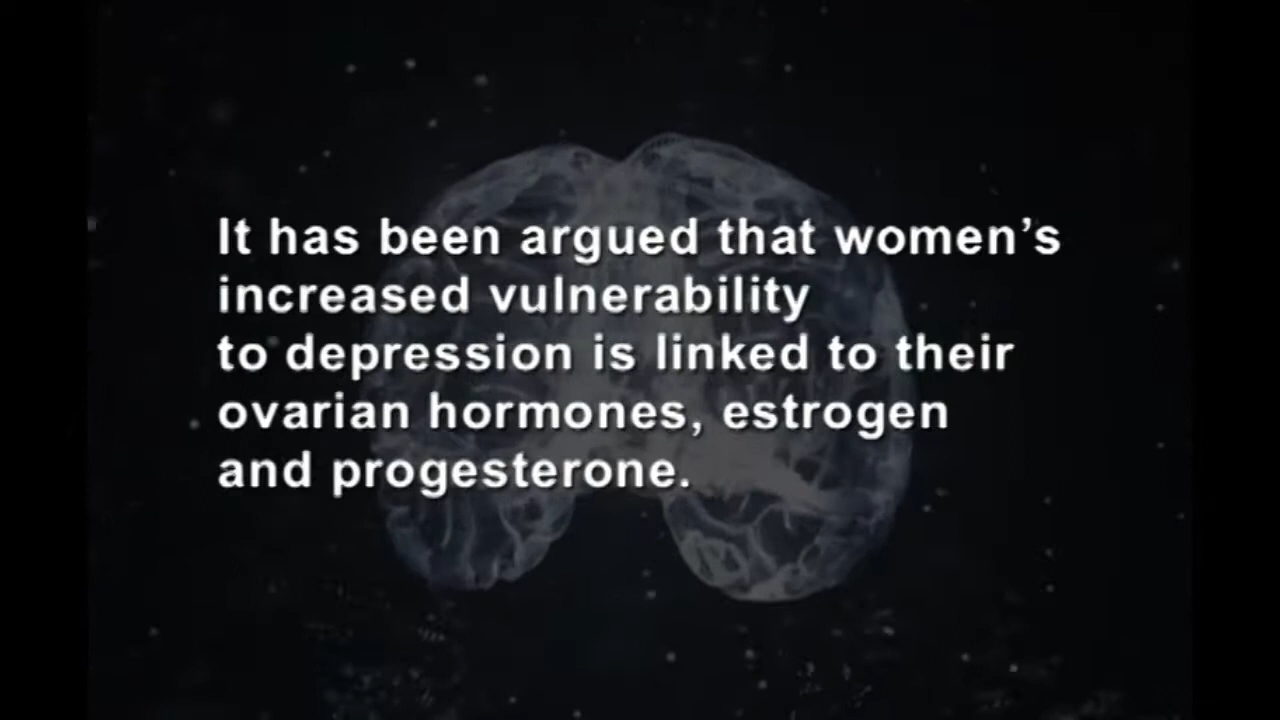 It has been argued that women’s
increased vulnerability
to depression is linked to their
ovarian hormones, estrogen
and progesterone.